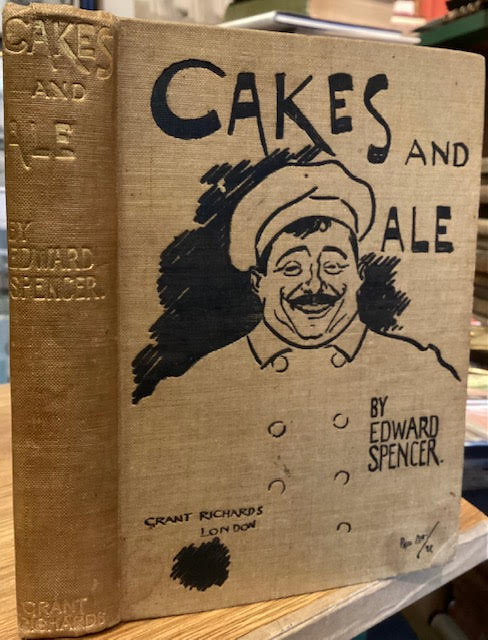 CAKES
AND
ALE
BY
EDWARD
SPENCER.
GRANT
RICHARDS
CAKES
AND
ALE
BY
EDWARD
SPENCER.
GRANT RICHARDS
LONDON